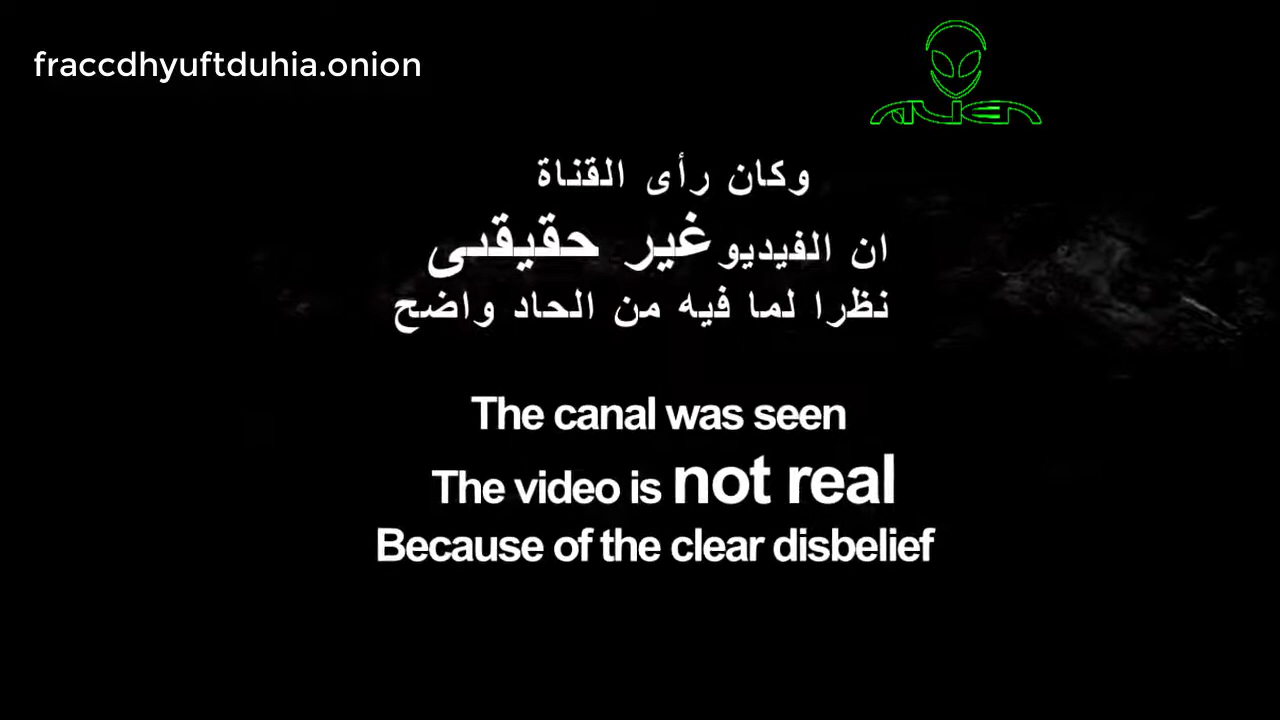 fraccdhyuftduhia.onion
ALIEN
وكان رأى القناة
ان الفيديو غير حقيقى
نظرا لما فيه من الحاد واضح
The canal was seen
The video is not real
Because of the clear disbelief